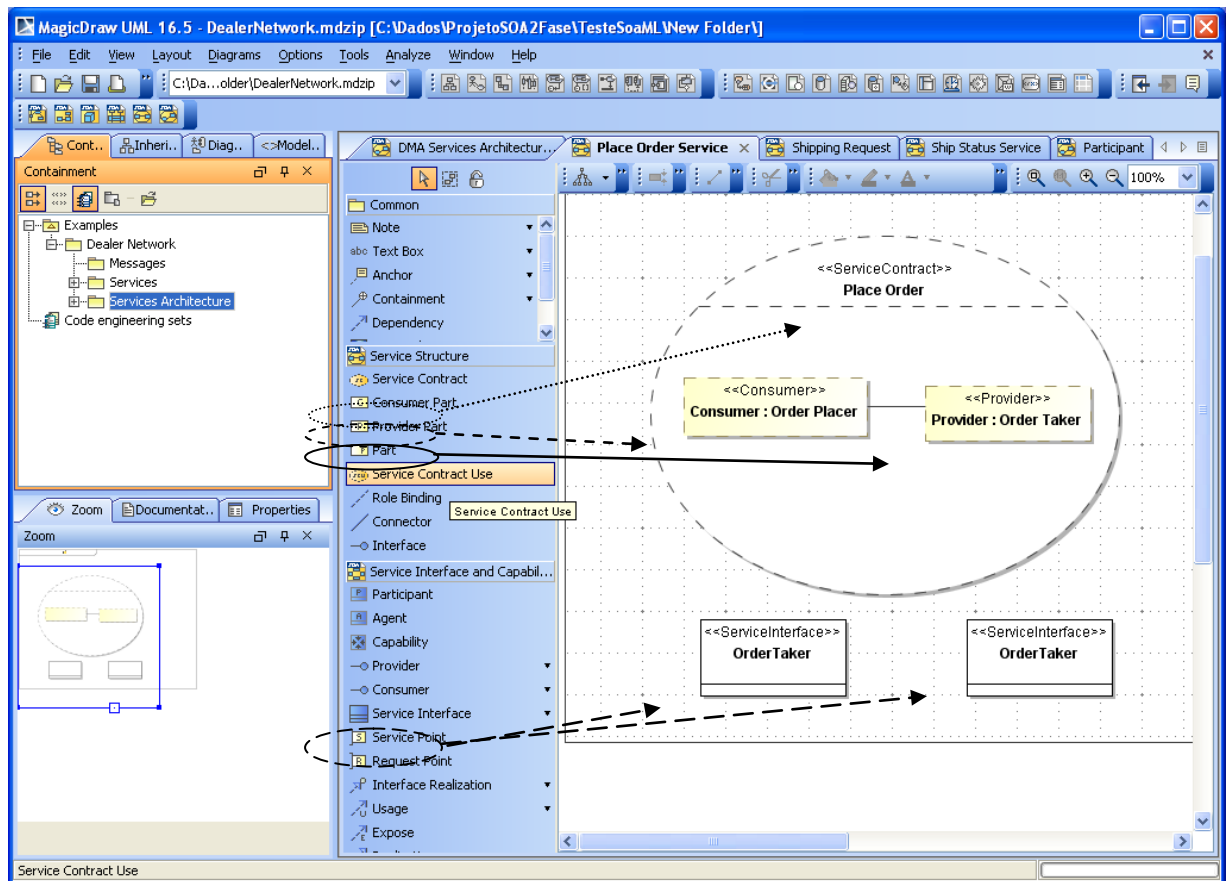 MagicDraw UML 16.5 - DealerNetwork.mdzip [C:\Dados\ProjetoSOA2Fase\TesteSoaML\New Folder\]
File Edit View Layout Diagrams Options Tools Analyze Window Help
C:\Da...older\DealerNetwork.mdzip
Cont.. Inheri.. Diag.. <>Model..
Containment
Examples
Dealer Network
Messages
Services
Services Architecture
Code engineering sets
Zoom Documentat.. Properties
Zoom
DMA Services Architectur... Place Order Service Shipping Request Ship Status Service Participant
100%
Common
Note
abc Text Box
Anchor
Containment
Dependency
Service Structure
Service Contract
Consumer Part
Provider Part
Part
Service Contract Use
Role Binding
Service Contract Use
Connector
Interface
Service Interface and Capabil...
Participant
Agent
Capability
Provider
Consumer
Service Interface
Service Point
Request Point
Interface Realization
Usage
Expose
<<ServiceContract>>
Place Order
<<Consumer>>
Consumer : Order Placer
<<Provider>>
Provider : Order Taker
<<ServiceInterface>>
OrderTaker
<<ServiceInterface>>
OrderTaker
Service Contract Use